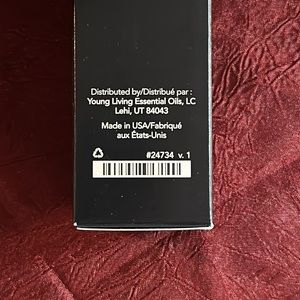 Distributed by/Distribué par :
Young Living Essential Oils, LC
Lehi, UT 84043
Made in USA/Fabriqué
aux États-Unis
#24734 v. 1